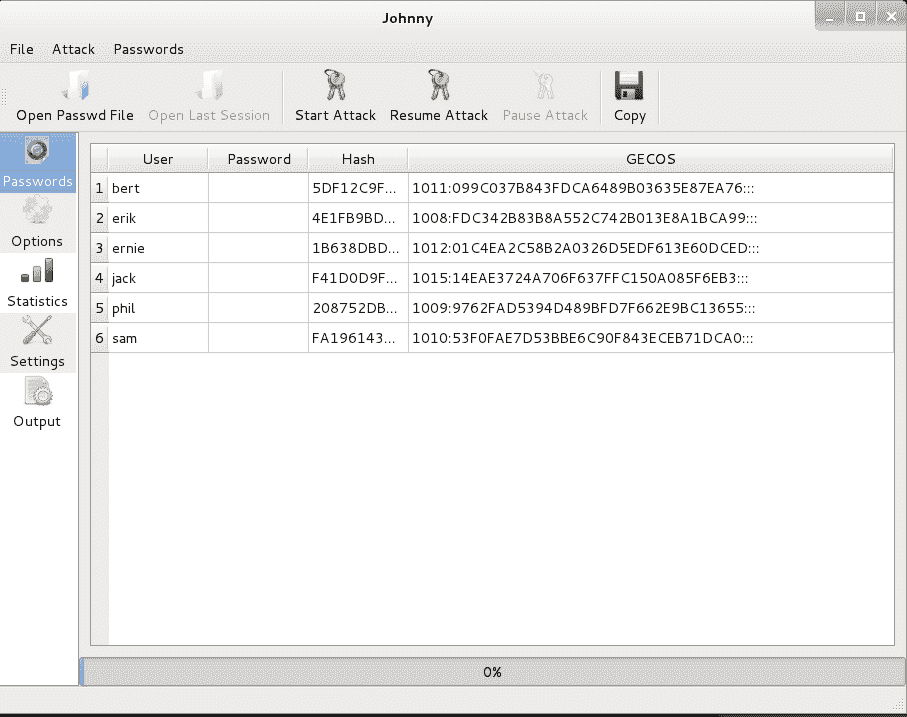 Johnny
File Attack Passwords
Open Passwd File Open Last Session Start Attack Resume Attack Pause Attack Copy
Passwords
Options
Statistics
Settings
Output
User Password Hash GECOS
1 bert 5DF12C9F... 1011:099C037B843FDCA6489B03635E87EA76:::
2 erik 4E1FB9BD... 1008:FDC342B83B8A552C742B013E8A1BCA99:::
3 ernie 1B638DBD... 1012:01C4EA2C58B2A0326D5EDF613E60DCED:::
4 jack F41D0D9F... 1015:14EAE3724A706F637FFC150A085F6EB3:::
5 phil 208752DB... 1009:9762FAD5394D489BFD7F662E9BC13655:::
6 sam FA196143... 1010:53F0FAE7D53BBE6C90F843ECEB71DCA0:::
0%